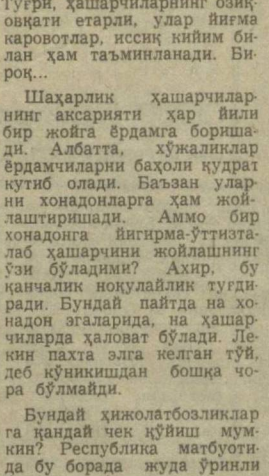 тўғри, ҳашарчиларнинг озиқ-
овқати етарли, улар йиғма
каровотлар, иссиқ кийим би-
лан ҳам таъминланади. Би-
роқ...
Шаҳарлик ҳашарчилар-
нинг аксарияти ҳар йили
бир жойга ёрдамга бориша-
ди. Албатта, хўжаликлар
ёрдамчиларни баҳоли қудрат
кутиб олади. Баъзан улар-
ни хонадонларга ҳам жой-
лаштиришади. Аммо бир
хонадонга йигирма-ўттизта-
лаб ҳашарчини жойлашнинг
ўзи бўладими? Ахир, бу
қанчалик ноқулайлик туғди-
ради. Бундай пайтда на хо-
надон эгаларида, на ҳашар-
чиларда ҳаловат бўлади. Ле-
кин пахта элга келган тўй,
деб кўникишдан бошқа чо-
ра бўлмайди.
Бундай ҳижолатбозликлар
га қандай чек қўйиш мум-
кин? Республика матбуоти-
да бу борада жуда ўринли